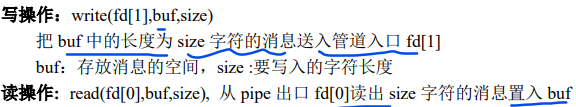 写操作：write(fd[1],buf,size)
把 buf 中的长度为 size 字符的消息送入管道入口 fd[1]
buf：存放消息的空间，size :要写入的字符长度
读操作：read(fd[0],buf,size), 从 pipe 出口 fd[0]读出 size 字符的消息置入 buf